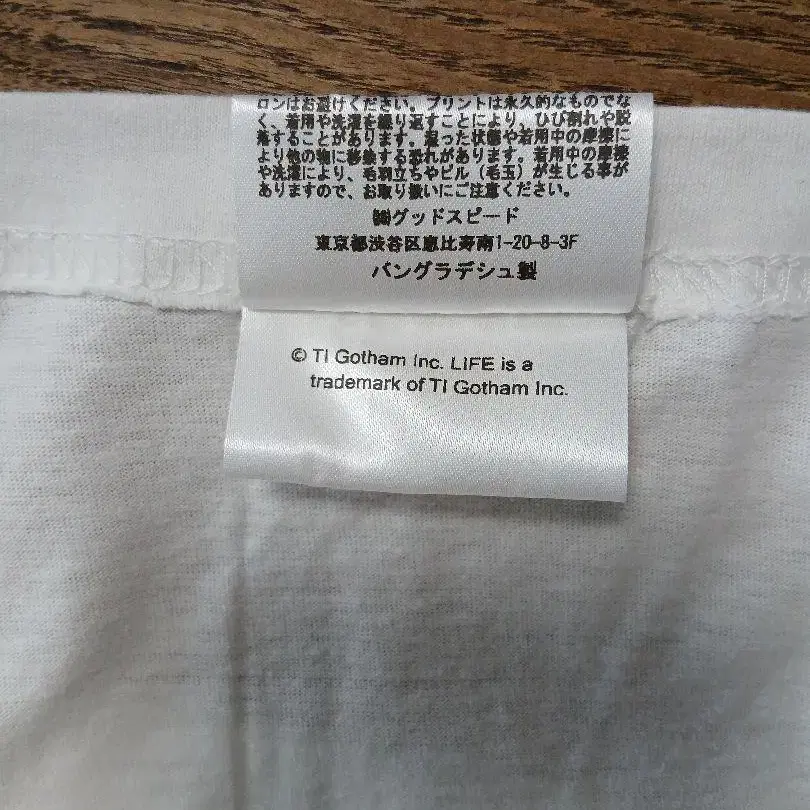 ロンはお避けください。プリントは永久的なものでな
く、着用や洗濯を繰り返すことにより、ひび割れや脱
落することがあります。湿った状態や着用中の摩擦に
より他の物に移染する恐れがあります。着用中の摩擦
や洗濯により、毛羽立ちやピル（毛玉）が生じる事が
ありますので、お取り扱いにご注意ください。
㈱グッドスピード
東京都渋谷区恵比寿南1-20-8-3F
バングラデシュ製
© TI Gotham Inc. LIFE is a
trademark of TI Gotham Inc.